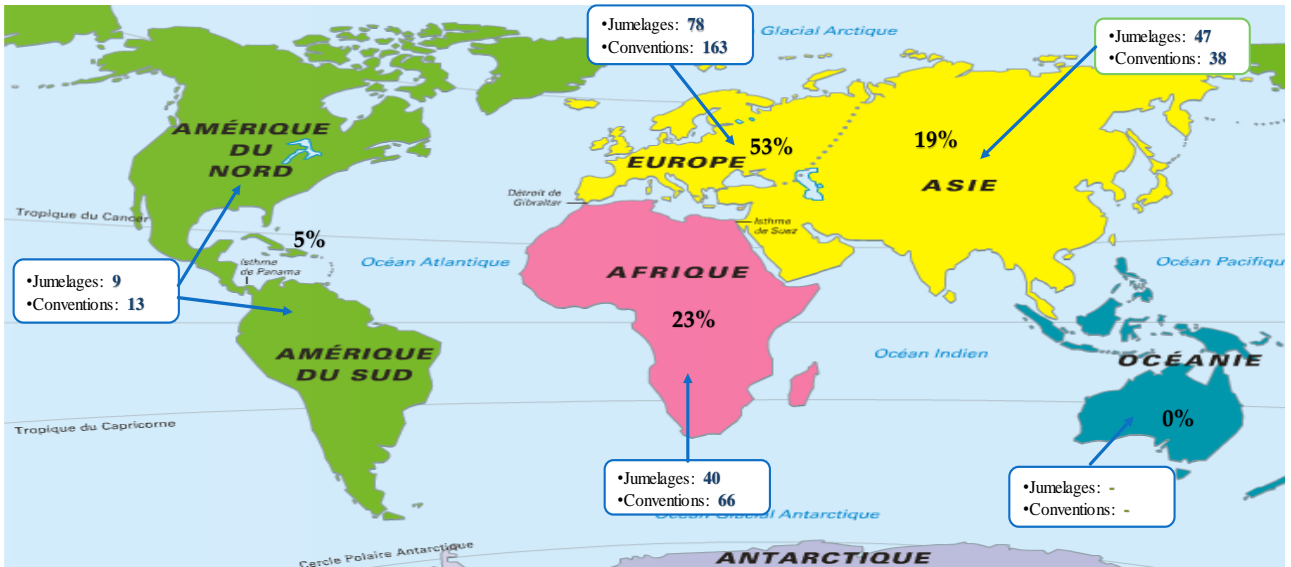 •Jumelages: 78
•Conventions: 163
Glacial Arctique
•Jumelages: 47
•Conventions: 38
AMÉRIQUE
DU
NORD
EUROPE
53%
19%
ASIE
Détroit de
Gibraltar
Tropique du Cancer
Isthme
de Suez
5%
Isthme
de Panama
Océan Atlantique
AFRIQUE
Océan Pacifiqu
•Jumelages: 9
•Conventions: 13
23%
AMÉRIQUE
DU SUD
Océan Indien
OCÉANIE
Tropique du Capricorne
0%
•Jumelages: 40
•Conventions: 66
•Jumelages: -
•Conventions: -
Océan Glacial Antarctique
Cercle Polaire Antarctique
ANTARCTIQUE